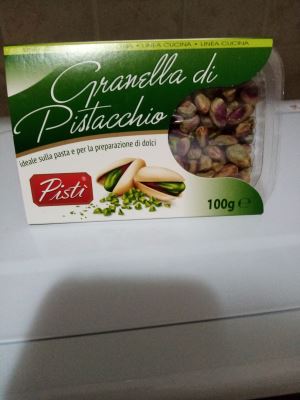 LINEA CUCINA • LINEA CUCINA
Granella di
Pistacchio
ideale sulla pasta e per la preparazione di dolci
Pistì
100g ℮